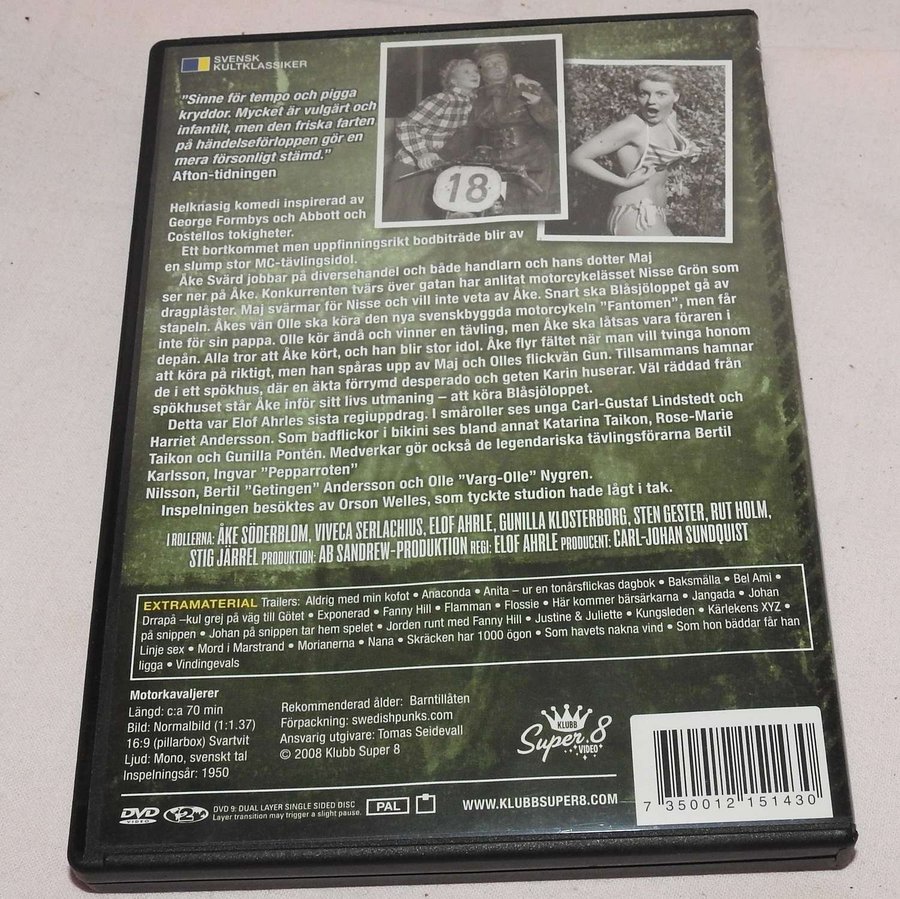 SVENSK
KULTKLASSIKER
"Sinne för tempo och pigga
kryddor. Mycket är vulgärt och
infantilt, men den friska farten
på händelseförloppen gör en
mera försonligt stämd."
Afton-tidningen
18
Helknasig komedi inspirerad av
George Formbys och Abbott och
Costellos tokigheter.
Ett bortkommet men uppfinningsrikt bodbiträde blir av
en slump stor MC-tävlingsidol.
Åke Svärd jobbar på diversehandel och både handlarn och hans dotter Maj
ser ner på Åke. Konkurrenten tvärs över gatan har anlitat motorcykelässet Nisse Grön som
dragplåster. Maj svärmar för Nisse och vill inte veta av Åke. Snart ska Blåsjöloppet gå av
stapeln. Åkes vän Olle ska köra den nya svenskbyggda motorcykeln "Fantomen", men får
inte för sin pappa. Olle kör ändå och vinner en tävling, men Åke ska låtsas vara föraren i
depån. Alla tror att Åke kört, och han blir stor idol. Åke flyr fältet när man vill tvinga honom
att köra på riktigt, men han spåras upp av Maj och Olles flickvän Gun. Tillsammans hamnar
de i ett spökhus, där en äkta förrymd desperado och geten Karin huserar. Väl räddad från
spökhuset står Åke inför sitt livs utmaning – att köra Blåsjöloppet.
Detta var Elof Ahrles sista regiuppdrag. I småroller ses unga Carl-Gustaf Lindstedt och
Harriet Andersson. Som badflickor i bikini ses bland annat Katarina Taikon, Rose-Marie
Taikon och Gunilla Pontén. Medverkar gör också de legendariska tävlingsförarna Bertil
Karlsson, Ingvar "Pepparroten"
Nilsson, Bertil "Getingen" Andersson och Olle "Varg-Olle" Nygren.
Inspelningen besöktes av Orson Welles, som tyckte studion hade lågt i tak.
I ROLLERNA: ÅKE SÖDERBLOM, VIVECA SERLACHIUS, ELOF AHRLE, GUNILLA KLOSTERBORG, STEN GESTER, RUT HOLM,
STIG JÄRREL PRODUKTION: AB SANDREW-PRODUKTION REGI: ELOF AHRLE PRODUCENT: CARL-JOHAN SUNDQUIST
EXTRAMATERIAL Trailers: Aldrig med min kofot • Anaconda • Anita – ur en tonårsflickas dagbok • Baksmälla • Bel Ami •
Drrapå –kul grej på väg till Götet • Exponerad • Fanny Hill • Flamman • Flossie • Här kommer bärsärkarna • Jangada • Johan
på snippen • Johan på snippen tar hem spelet • Jorden runt med Fanny Hill • Justine & Juliette • Kungsleden • Kärlekens XYZ •
Linje sex • Mord i Marstrand • Morianerna • Nana • Skräcken har 1000 ögon • Som havets nakna vind • Som hon bäddar får han
ligga • Vindingevals
Motorkavaljerer
Längd: c:a 70 min
Bild: Normalbild (1:1.37)
16:9 (pillarbox) Svartvit
Ljud: Mono, svenskt tal
Inspelningsår: 1950
Rekommenderad ålder: Barntillåten
Förpackning: swedishpunks.com
Ansvarig utgivare: Tomas Seidevall
© 2008 Klubb Super 8
KLUBB
Super.8
VIDEO
DVD
VIDEO
2
DVD 9: DUAL LAYER SINGLE SIDED DISC
Layer transition may trigger a slight pause.
PAL
WWW.KLUBBSUPER8.COM
7 350012 151430